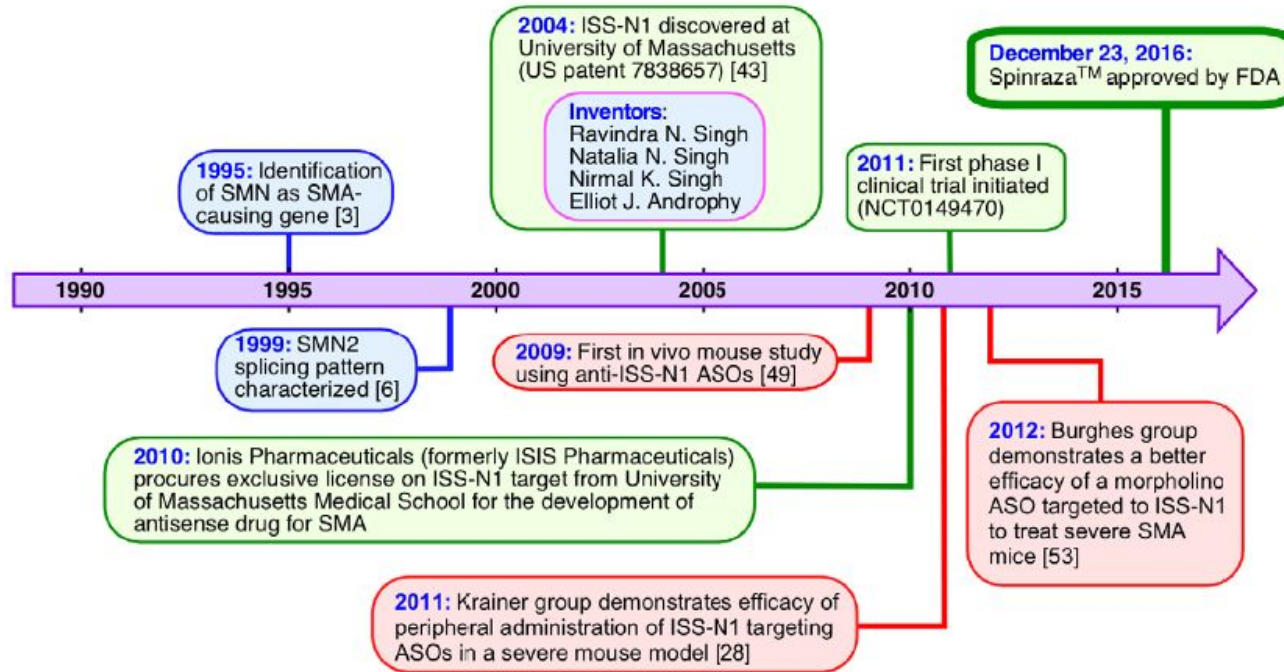 2004: ISS-N1 discovered at
University of Massachusetts
(US patent 7838657) [43]
Inventors:
Ravindra N. Singh
Natalia N. Singh
Nirmal K. Singh
Elliot J. Androphy
December 23, 2016:
Spinraza™ approved by FDA
1995: Identification
of SMN as SMA-
causing gene [3]
2011: First phase I
clinical trial initiated
(NCT0149470)
1990
1995
2000
2005
2010
2015
1999: SMN2
splicing pattern
characterized [6]
2009: First in vivo mouse study
using anti-ISS-N1 ASOs [49]
2010: Ionis Pharmaceuticals (formerly ISIS Pharmaceuticals)
procures exclusive license on ISS-N1 target from University
of Massachusetts Medical School for the development of
antisense drug for SMA
2012: Burghes group
demonstrates a better
efficacy of a morpholino
ASO targeted to ISS-N1
to treat severe SMA
mice [53]
2011: Krainer group demonstrates efficacy of
peripheral administration of ISS-N1 targeting
ASOs in a severe mouse model [28]